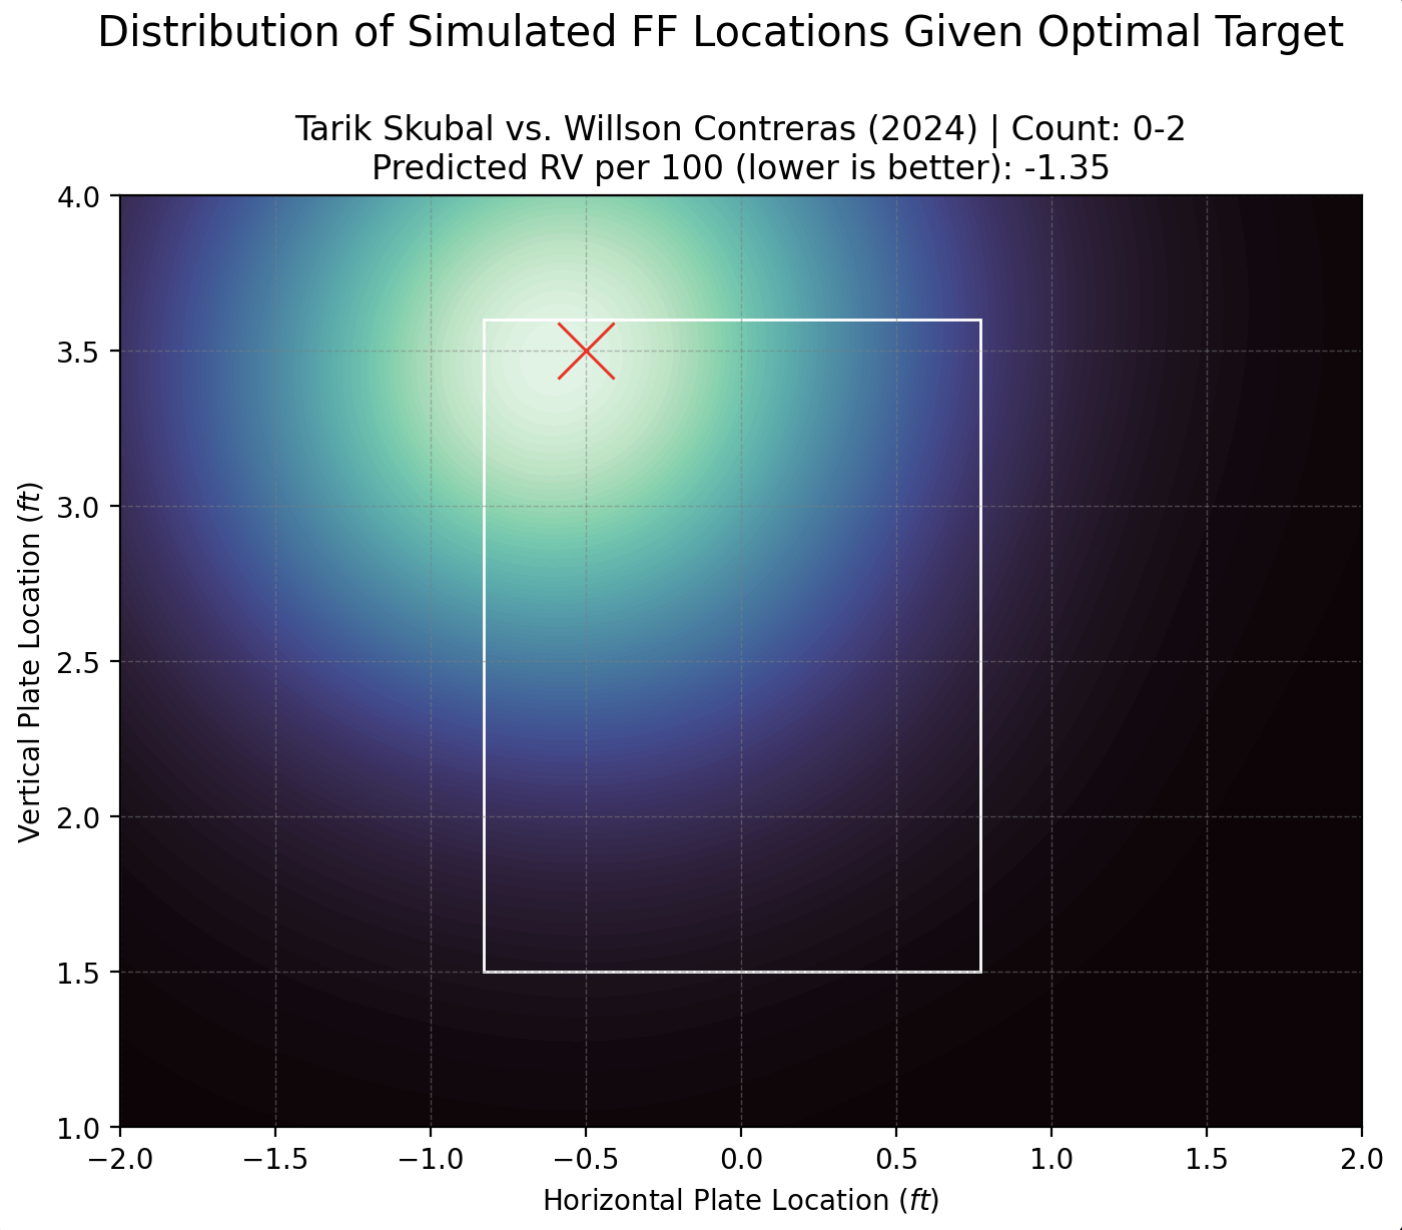 Distribution of Simulated FF Locations Given Optimal Target
Tarik Skubal vs. Willson Contreras (2024) | Count: 0-2
Predicted RV per 100 (lower is better): -1.35
4.0
3.5
3.0
2.5
2.0
1.5
1.0
Vertical Plate Location (ft)
−2.0 −1.5 −1.0 −0.5 0.0 0.5 1.0 1.5 2.0
Horizontal Plate Location (ft)